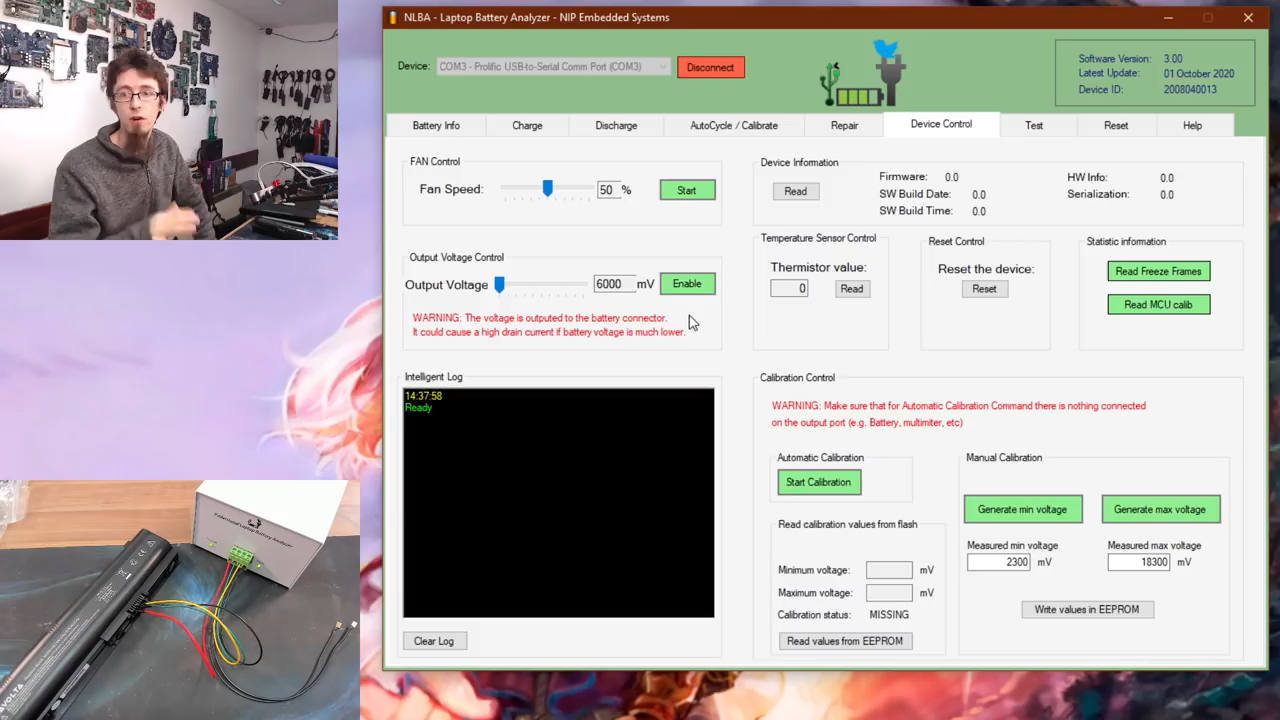 NLBA - Laptop Battery Analyzer - NIP Embedded Systems
Device: COM3 - Prolific USB-to-Serial Comm Port (COM3) Disconnect
Software Version: 3.00
Latest Update: 01 October 2020
Device ID: 2008040013
Battery Info Charge Discharge AutoCycle / Calibrate Repair Device Control Test Reset Help
FAN Control
Fan Speed: 50 % Start
Output Voltage Control
Output Voltage 6000 mV Enable
WARNING: The voltage is outputed to the battery connector.
It could cause a high drain current if battery voltage is much lower.
Intelligent Log
14:37:58
Ready
Clear Log
Device Information
Read
Firmware: 0.0
SW Build Date: 0.0
SW Build Time: 0.0
HW Info: 0.0
Serialization: 0.0
Temperature Sensor Control
Thermistor value:
0 Read
Reset Control
Reset the device:
Reset
Statistic information
Read Freeze Frames
Read MCU calib
Calibration Control
WARNING: Make sure that for Automatic Calibration Command there is nothing connected
on the output port (e.g. Battery, multimiter, etc)
Automatic Calibration
Start Calibration
Read calibration values from flash
Minimum voltage: mV
Maximum voltage: mV
Calibration status: MISSING
Read values from EEPROM
Manual Calibration
Generate min voltage Generate max voltage
Measured min voltage Measured max voltage
2300 mV 18300 mV
Write values in EEPROM
Professional Laptop Battery Analyzer